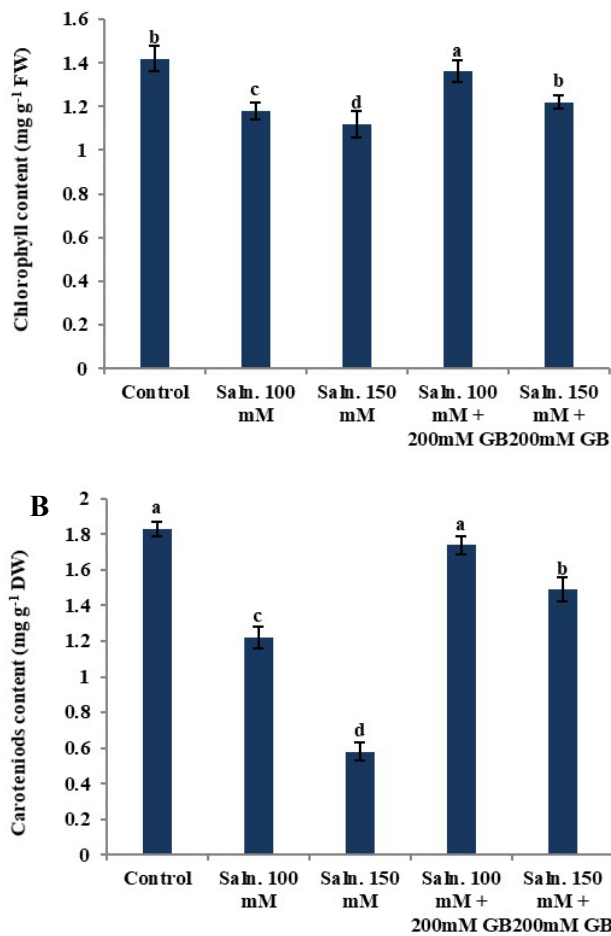 Chlorophyll content (mg g⁻¹ FW)
1.6
1.4
1.2
1
0.8
0.6
0.4
0.2
0
b
c
d
a
b
Control
Saln. 100
mM
Saln. 150
mM
Saln. 100
mM +
200mM GB
Saln. 150
mM +
200mM GB
B
Caroteniods content (mg g⁻¹ DW)
2
1.8
1.6
1.4
1.2
1
0.8
0.6
0.4
0.2
0
a
c
d
a
b
Control
Saln. 100
mM
Saln. 150
mM
Saln. 100
mM +
200mM GB
Saln. 150
mM +
200mM GB